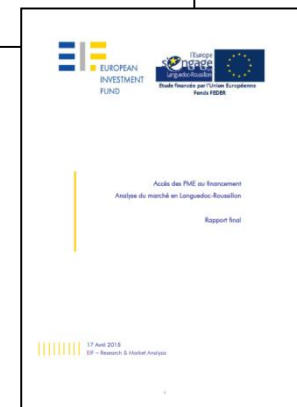 EUROPEAN
INVESTMENT
FUND
l'Europe
s'engage
Languedoc-Roussillon
Etude financée par l'Union Européenne
Fonds FEDER
Accès des PME au financement
Analyse du marché en Languedoc-Roussillon
Rapport final
17 Avril 2015
EIF – Research & Market Analysis